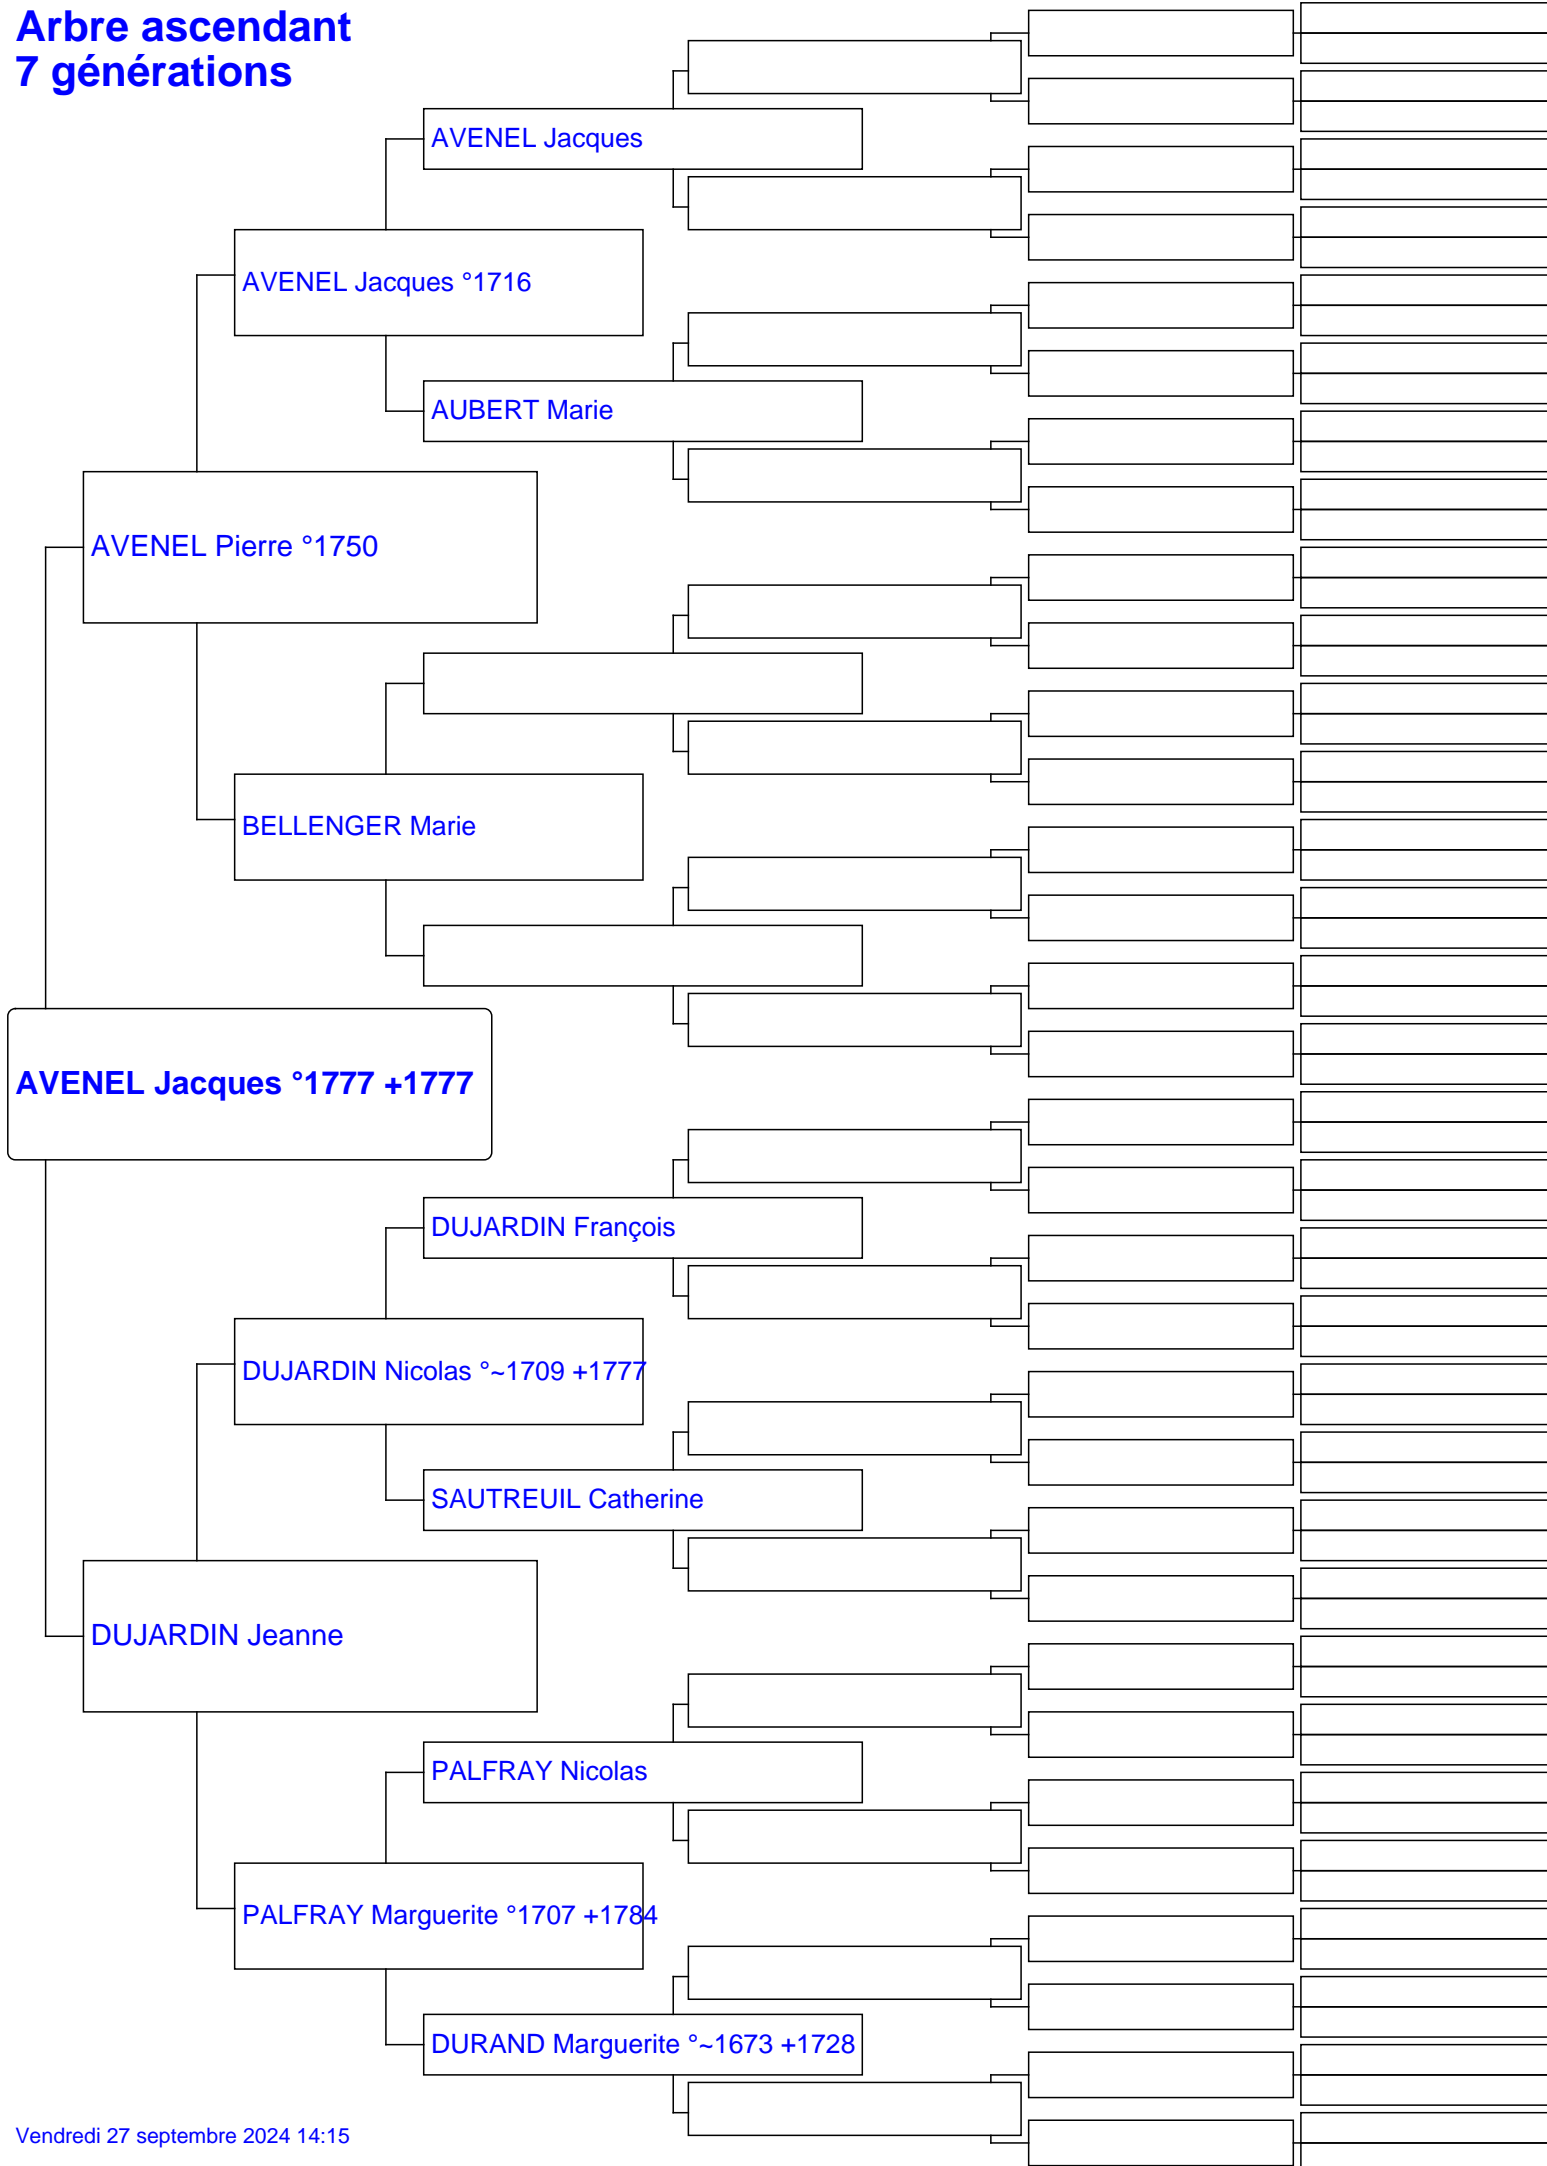 Arbre ascendant
7 générations
AVENEL Jacques
AVENEL Jacques °1716
AUBERT Marie
AVENEL Pierre °1750
BELLENGER Marie
AVENEL Jacques °1777 +1777
DUJARDIN François
DUJARDIN Nicolas °~1709 +1777
SAUTREUIL Catherine
DUJARDIN Jeanne
PALFRAY Nicolas
PALFRAY Marguerite °1707 +1784
DURAND Marguerite °~1673 +1728
Vendredi 27 septembre 2024 14:15